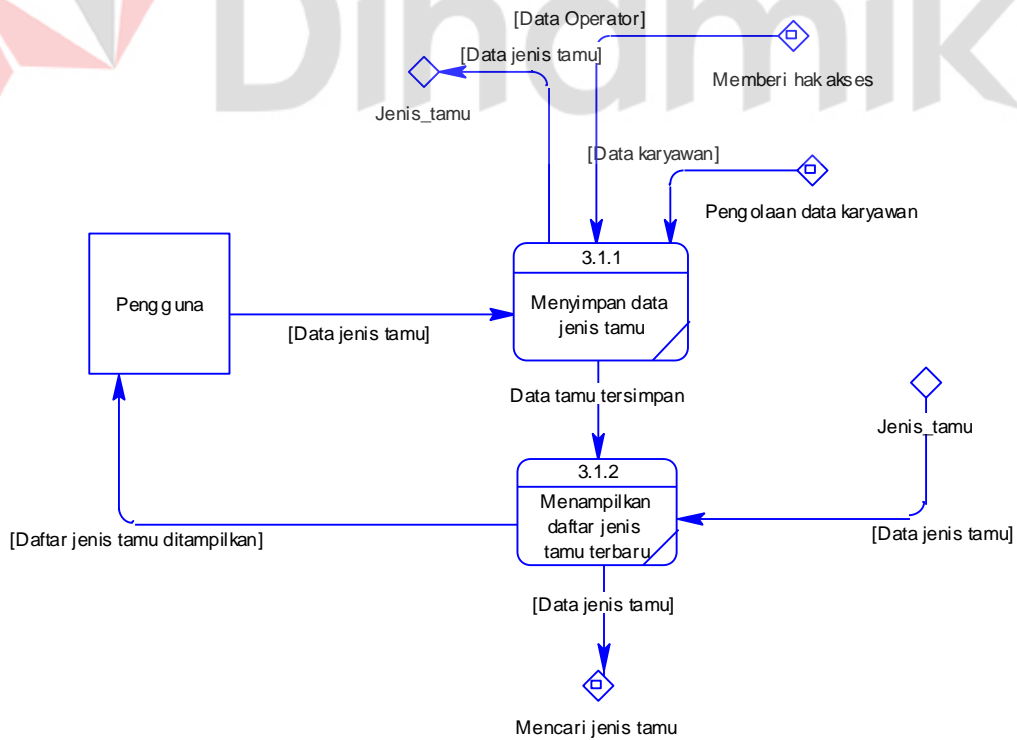 Dinamik
[Data Operator]
[Data jenis tamu]
Memberi hak akses
Jenis_tamu
[Data karyawan]
Pengolaan data karyawan
3.1.1
Pengguna
Menyimpan data
jenis tamu
[Data jenis tamu]
Data tamu tersimpan
Jenis_tamu
3.1.2
Menampilkan
daftar jenis
tamu terbaru
[Daftar jenis tamu ditampilkan]
[Data jenis tamu]
[Data jenis tamu]
Mencari jenis tamu